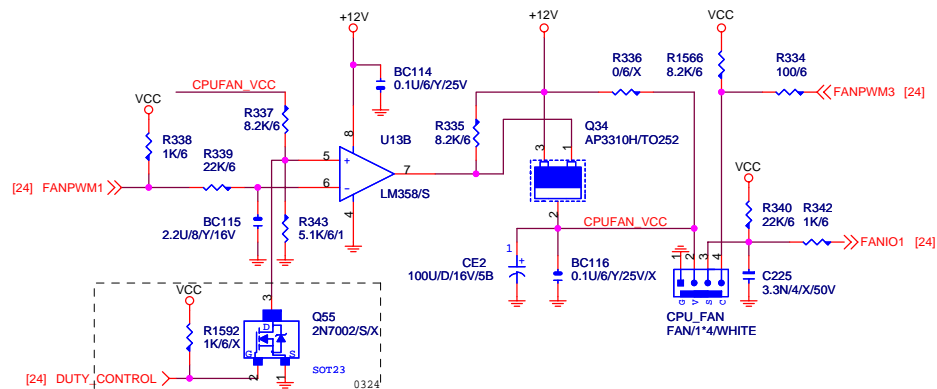 +12V
+12V
VCC
BC114
0.1U/6/Y/25V
R336
0/6/X
R1566
8.2K/6
R334
100/6
CPUFAN_VCC
FANPWM3 [24]
VCC
R337
8.2K/6
R338
1K/6
R339
22K/6
8
U13B
5
+
7
6
-
LM358/S
4
R335
8.2K/6
Q34
AP3310H/TO252
3
1
2
[24] FANPWM1
BC115
2.2U/8/Y/16V
R343
5.1K/6/1
CPUFAN_VCC
VCC
R340
22K/6
R342
1K/6
FANIO1 [24]
1
+
CE2
100U/D/16V/5B
BC116
0.1U/6/Y/25V/X
1
2
3
4
G
V
S
C
CPU_FAN
FAN/1*4/WHITE
C225
3.3N/4/X/50V
VCC
R1592
1K/6/X
3
D
G
S
2
1
Q55
2N7002/S/X
SOT23
0324
[24] DUTY_CONTROL